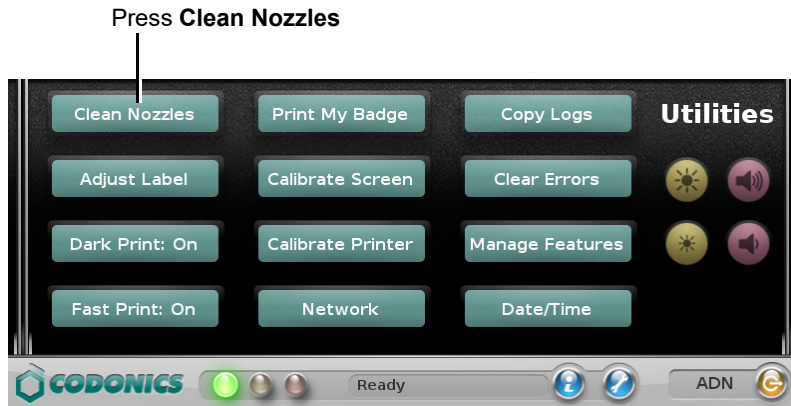 Press Clean Nozzles
Clean Nozzles Print My Badge Copy Logs Utilities
Adjust Label Calibrate Screen Clear Errors
Dark Print: On Calibrate Printer Manage Features
Fast Print: On Network Date/Time
CODONICS Ready ADN